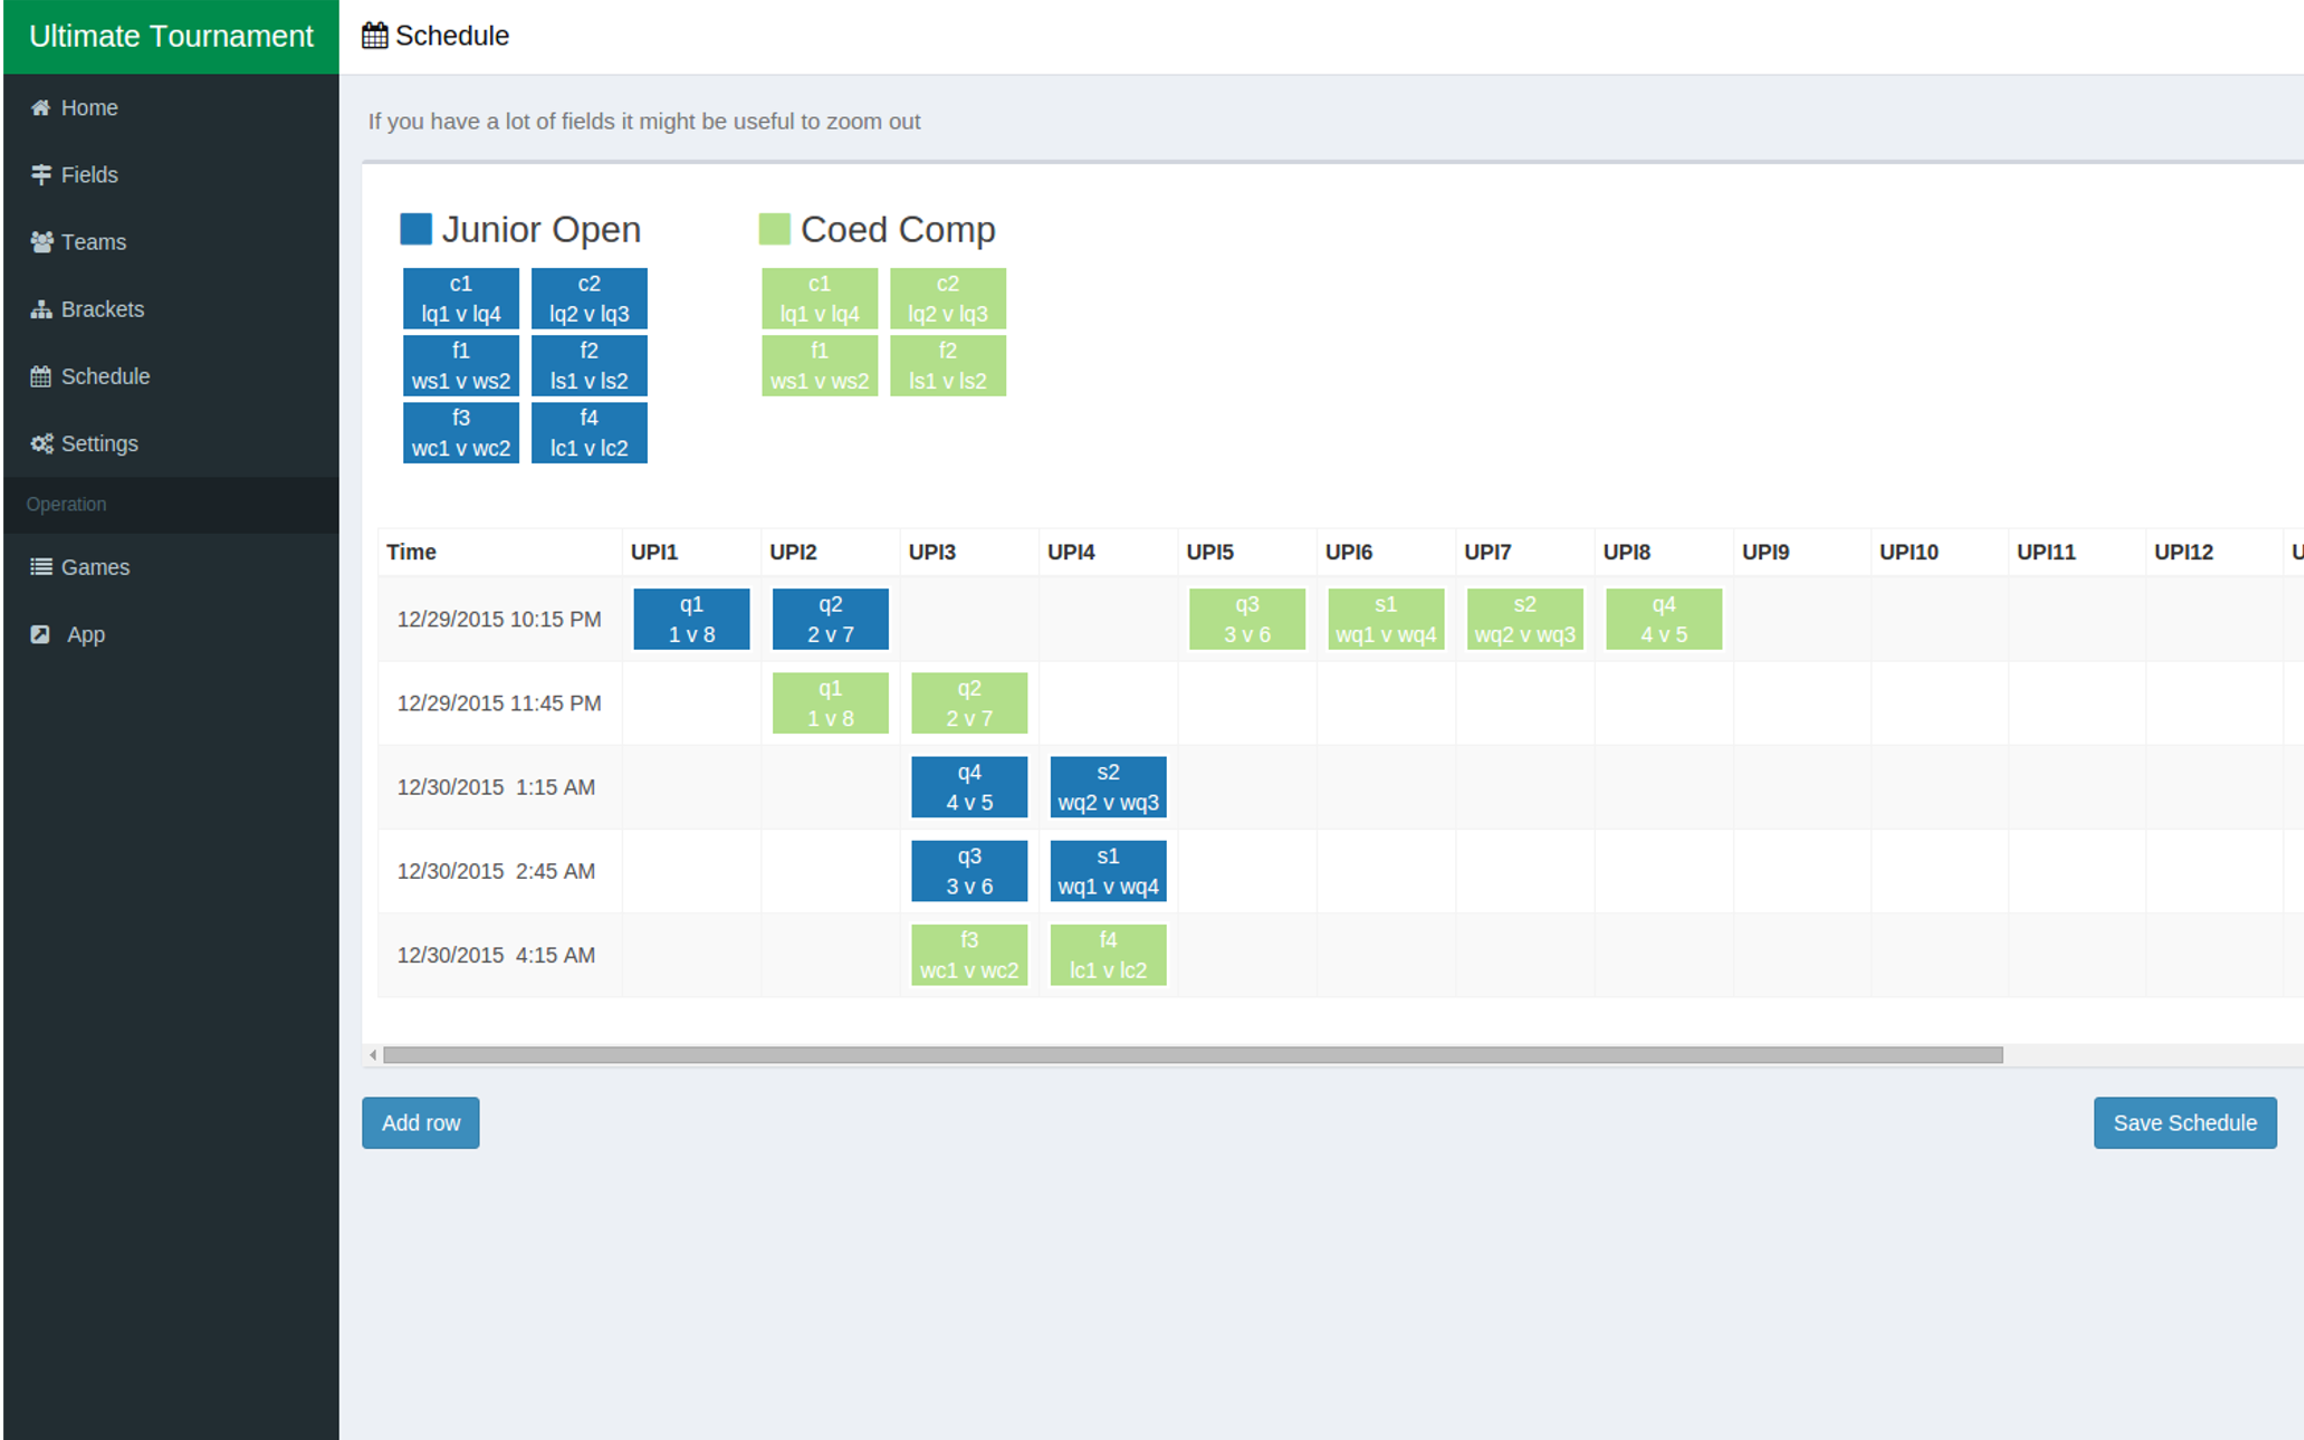 Ultimate Tournament
Schedule
Home
Fields
Teams
Brackets
Schedule
Settings
Operation
Games
App
If you have a lot of fields it might be useful to zoom out
Junior Open
c1 c2
lq1 v lq4 lq2 v lq3
f1 f2
ws1 v ws2 ls1 v ls2
f3 f4
wc1 v wc2 lc1 v lc2
Coed Comp
c1 c2
lq1 v lq4 lq2 v lq3
f1 f2
ws1 v ws2 ls1 v ls2
Time UPI1 UPI2 UPI3 UPI4 UPI5 UPI6 UPI7 UPI8 UPI9 UPI10 UPI11 UPI12 U
12/29/2015 10:15 PM
q1 q2 q3 s1 s2 q4
1 v 8 2 v 7 3 v 6 wq1 v wq4 wq2 v wq3 4 v 5
12/29/2015 11:45 PM
q1 q2
1 v 8 2 v 7
12/30/2015 1:15 AM
q4 s2
4 v 5 wq2 v wq3
12/30/2015 2:45 AM
q3 s1
3 v 6 wq1 v wq4
12/30/2015 4:15 AM
f3 f4
wc1 v wc2 lc1 v lc2
Add row
Save Schedule